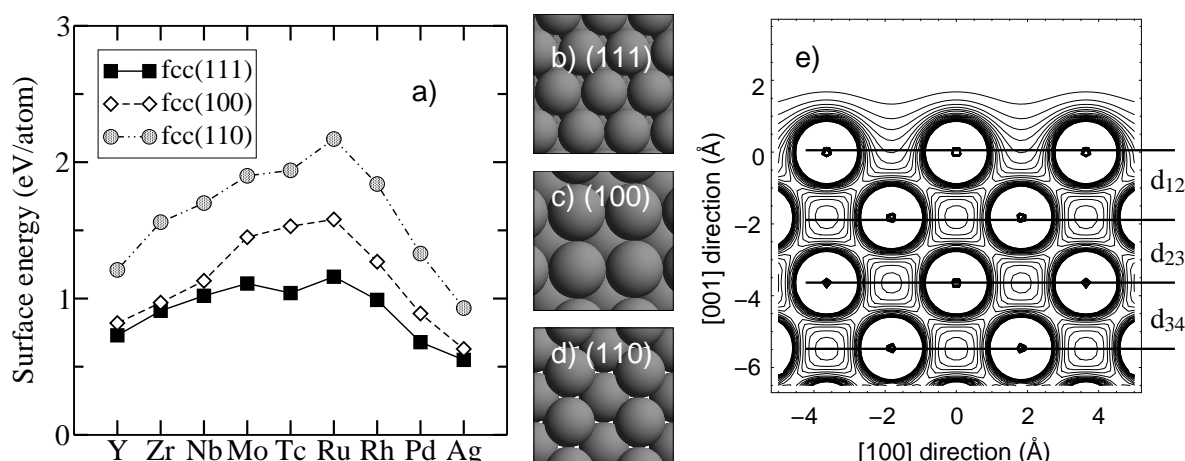 3
2
1
0
Surface energy (eV/atom)
fcc(111)
fcc(100)
fcc(110)
a)
Y Zr Nb Mo Tc Ru Rh Pd Ag
b) (111)
c) (100)
d) (110)
e)
2
0
−2
−4
−6
[001] direction (Å)
d12
d23
d34
−4 −2 0 2 4
[100] direction (Å)